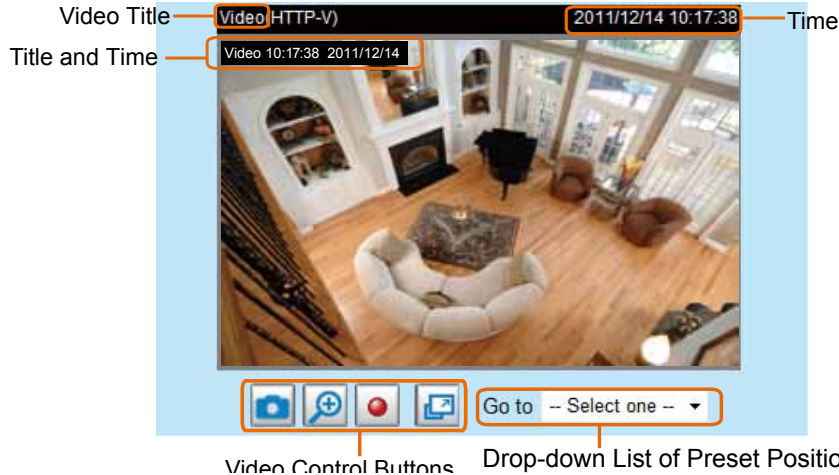 Video Title
Video(HTTP-V)
2011/12/14 10:17:38
Time
Title and Time
Video 10:17:38 2011/12/14
Go to -- Select one --
Video Control Buttons
Drop-down List of Preset Positio